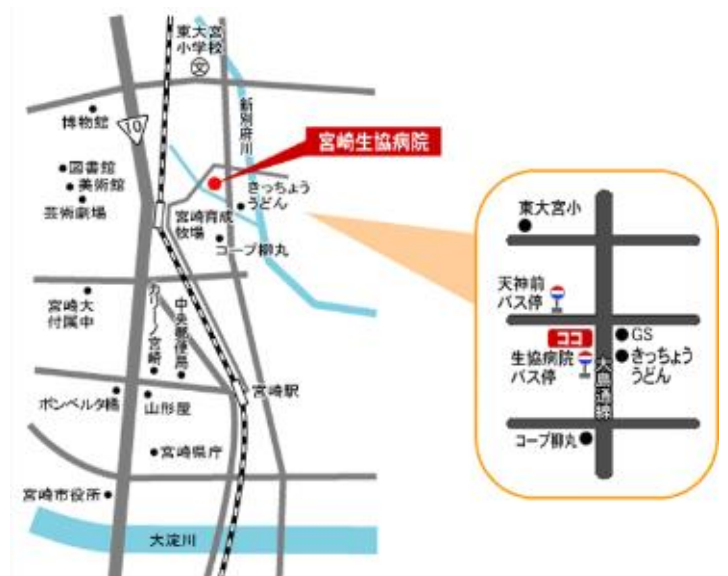 東大宮
小学校
文
博物館
10
新別府川
宮崎生協病院
図書館
美術館
芸術劇場
きっちょう
うどん
宮崎育成
牧場
コープ柳丸
宮崎大
付属中
カリーノ宮崎
中央郵便局
宮崎駅
ボンベルタ橘
山形屋
宮崎県庁
宮崎市役所
大淀川
東大宮小
天神前
バス停
ココ
GS
生協病院
バス停
きっちょう
うどん
大島通線
コープ柳丸